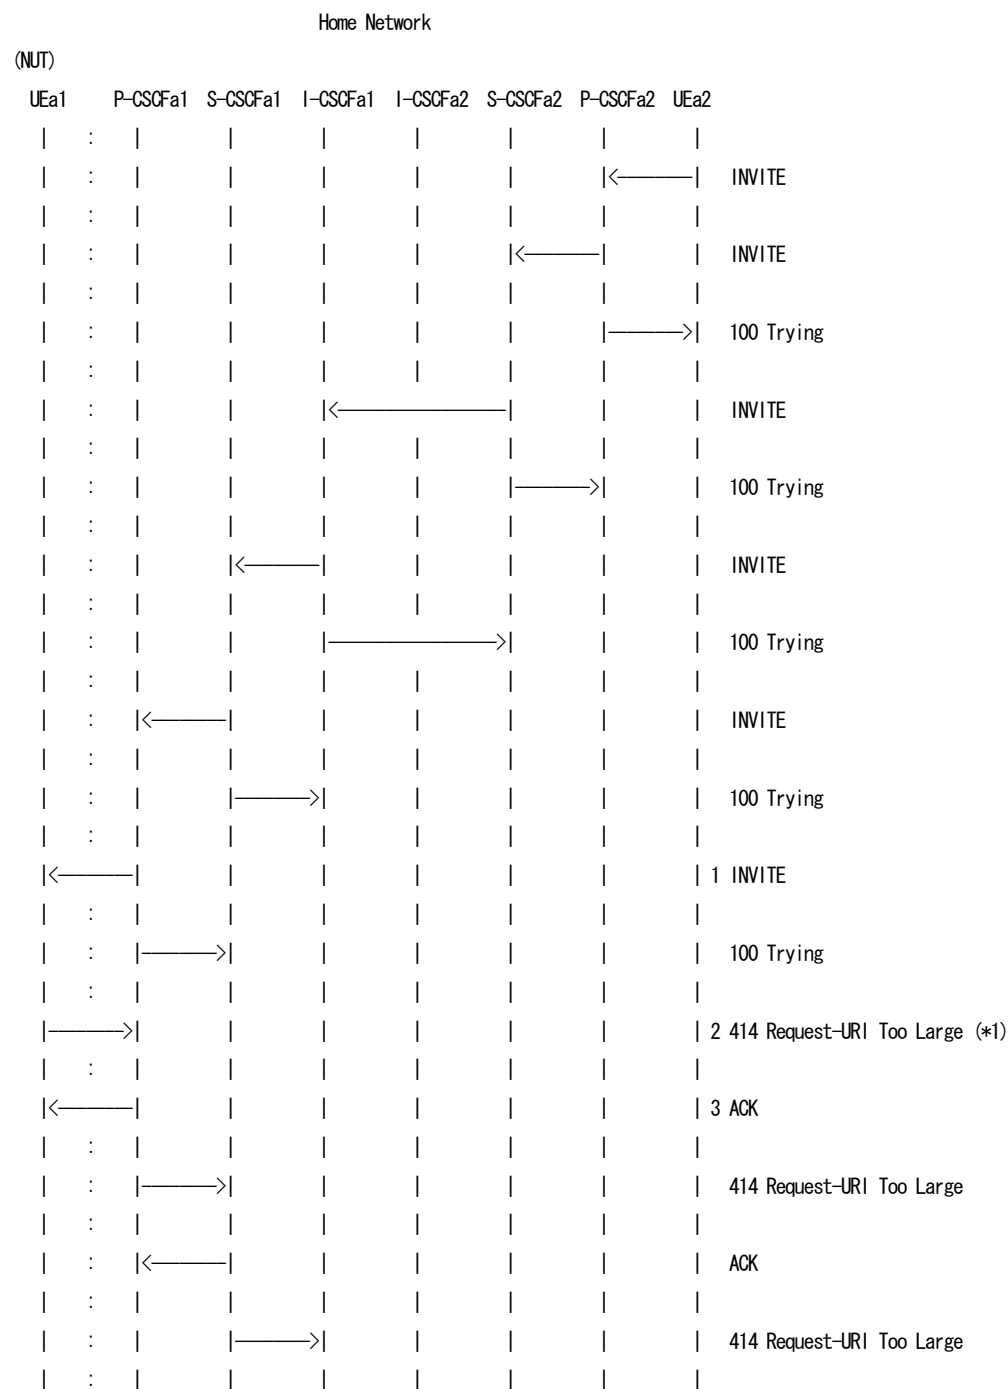 Home Network
(NUT)
UEa1 P-CSCFa1 S-CSCFa1 I-CSCFa1 I-CSCFa2 S-CSCFa2 P-CSCFa2 UEa2
INVITE
INVITE
100 Trying
INVITE
100 Trying
INVITE
100 Trying
INVITE
100 Trying
1 INVITE
100 Trying
2 414 Request-URI Too Large (*1)
3 ACK
414 Request-URI Too Large
ACK
414 Request-URI Too Large